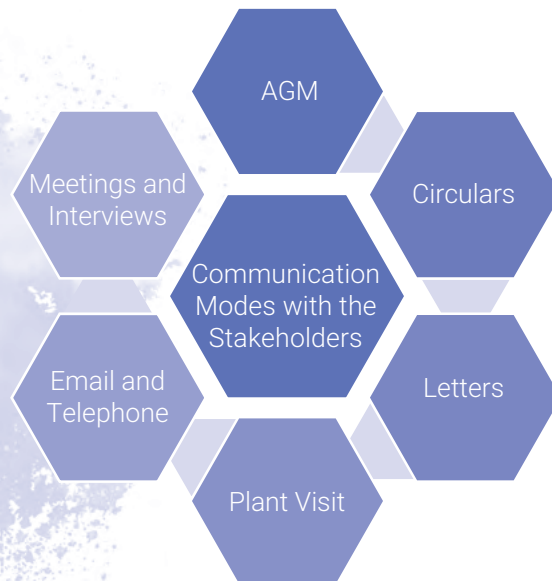 AGM
Circulars
Letters
Plant Visit
Email and
Telephone
Meetings and
Interviews
Communication
Modes with the
Stakeholders